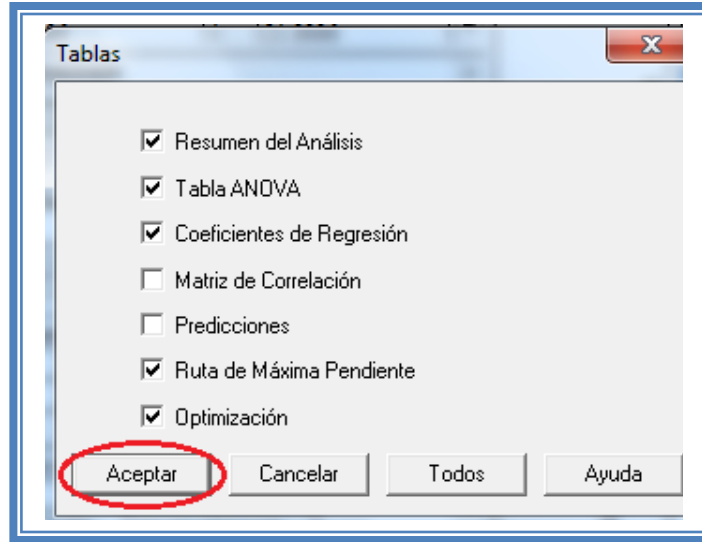 Tablas
Resumen del Análisis
Tabla ANOVA
Coeficientes de Regresión
Matriz de Correlación
Predicciones
Ruta de Máxima Pendiente
Optimización
Aceptar Cancelar Todos Ayuda